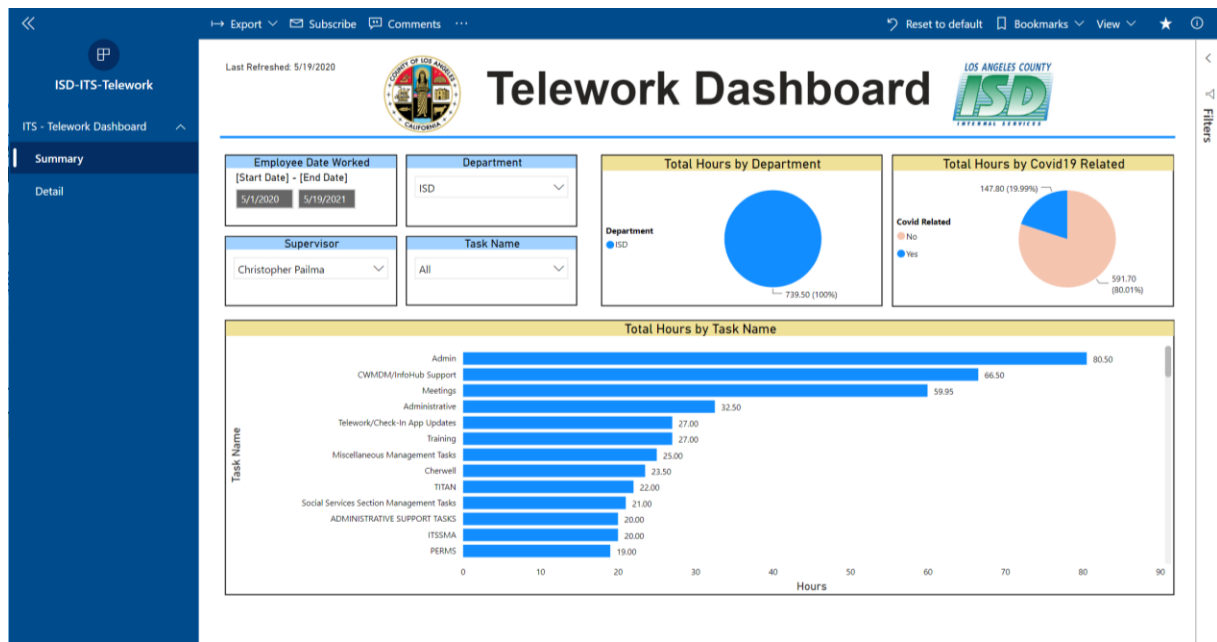 Export
Subscribe
Comments
Reset to default
Bookmarks
View
ISD-ITS-Telework
ITS - Telework Dashboard
Summary
Detail
Last Refreshed: 5/19/2020
COUNTY OF LOS ANGELES
CALIFORNIA
Telework Dashboard
LOS ANGELES COUNTY
ISD
INTERNAL SERVICES
Filters
Employee Date Worked
[Start Date] - [End Date]
5/1/2020 5/19/2021
Department
ISD
Supervisor
Christopher Pailma
Task Name
All
Total Hours by Department
Department
ISD
739.50 (100%)
Total Hours by Covid19 Related
147.80 (19.99%)
Covid Related
No
Yes
591.70
(80.01%)
Total Hours by Task Name
Task Name
Admin 80.50
CWMDM/InfoHub Support 66.50
Meetings 59.95
Administrative 32.50
Telework/Check-In App Updates 27.00
Training 27.00
Miscellaneous Management Tasks 25.00
Cherwell 23.50
TITAN 22.00
Social Services Section Management Tasks 21.00
ADMINISTRATIVE SUPPORT TASKS 20.00
ITSSMA 20.00
PERMS 19.00
0 10 20 30 40 50 60 70 80 90
Hours